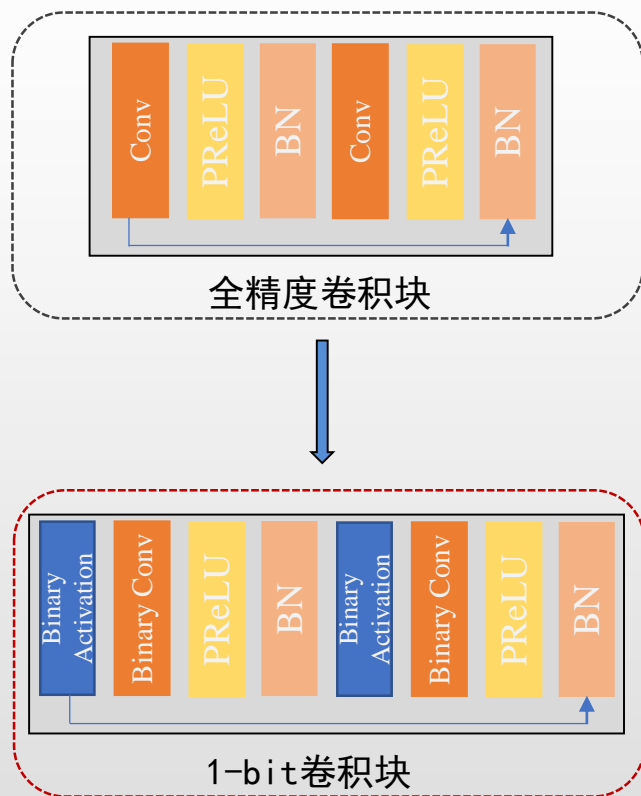 Conv
PReLU
BN
Conv
PReLU
BN
全精度卷积块
Binary
Activation
Binary Conv
PReLU
BN
Binary
Activation
Binary Conv
PReLU
BN
1-bit卷积块